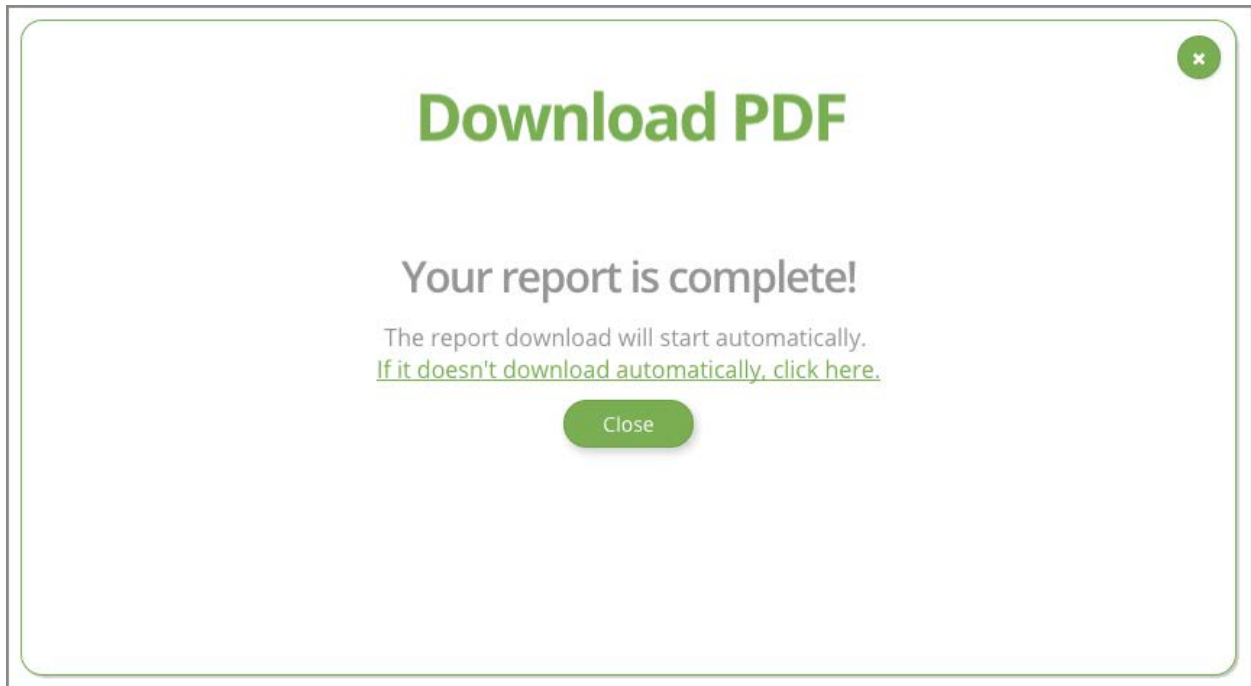 Download PDF
Your report is complete!
The report download will start automatically.
If it doesn't download automatically, click here.
Close